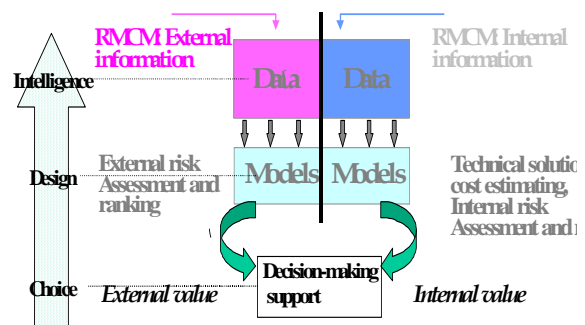 RMCM: External
information
RMCM: Internal
information
Intelligence
Data
Data
External risk
Assessment and
ranking
Design
Models
Models
Technical solutio
cost estimating,
Internal risk
Assessment and r
Decision-making
support
Choice
External value
Internal value